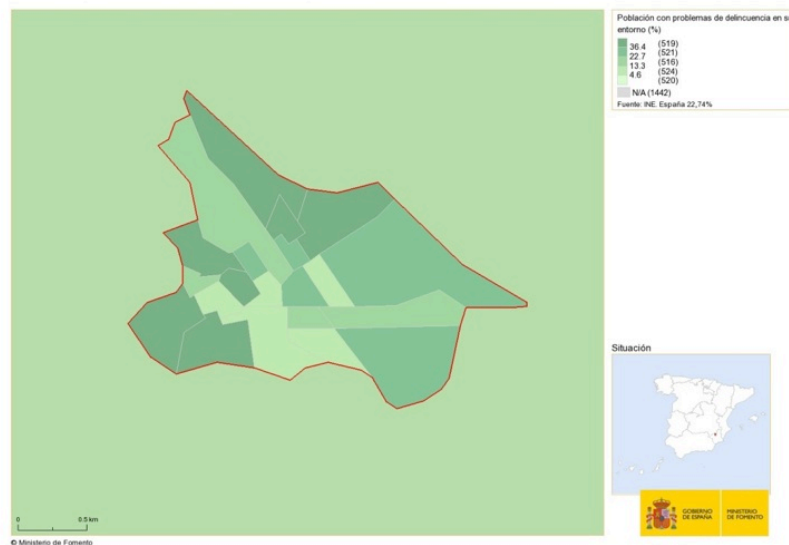 Población con problemas de delincuencia en su
entorno (%)
36.4 (519)
22.7 (521)
13.3 (516)
4.6 (524)
(520)
N/A (1442)
Fuente: INE. España 22,74%
Situación
0 0.5 km
GOBIERNO
DE ESPAÑA
MINISTERIO
DE FOMENTO
© Ministerio de Fomento